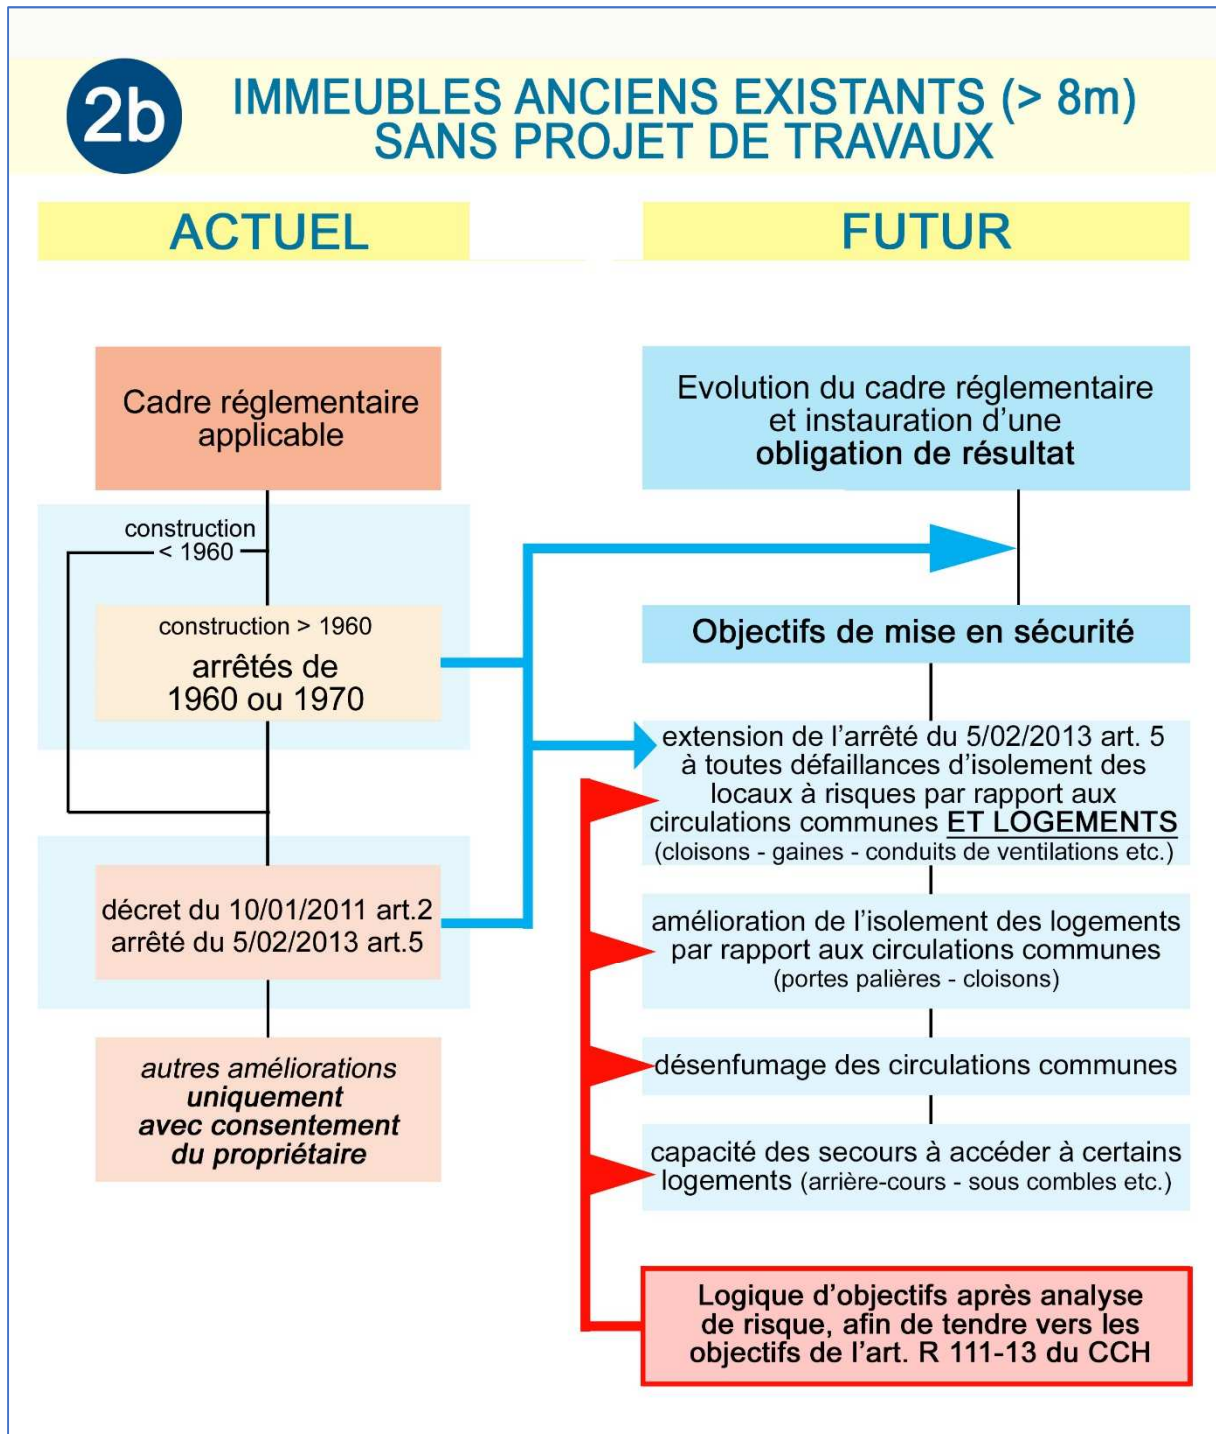 2b
IMMEUBLES ANCIENS EXISTANTS (> 8m)
SANS PROJET DE TRAVAUX
ACTUEL
Cadre réglementaire
applicable
construction
< 1960
construction > 1960
arrêtés de
1960 ou 1970
décret du 10/01/2011 art.2
arrêté du 5/02/2013 art.5
autres améliorations
uniquement
avec consentement
du propriétaire
FUTUR
Evolution du cadre réglementaire
et instauration d'une
obligation de résultat
Objectifs de mise en sécurité
extension de l'arrêté du 5/02/2013 art. 5
à toutes défaillances d'isolement des
locaux à risques par rapport aux
circulations communes ET LOGEMENTS
(cloisons - gaines - conduits de ventilations etc.)
amélioration de l'isolement des logements
par rapport aux circulations communes
(portes palières - cloisons)
désenfumage des circulations communes
capacité des secours à accéder à certains
logements (arrière-cours - sous combles etc.)
Logique d'objectifs après analyse
de risque, afin de tendre vers les
objectifs de l'art. R 111-13 du CCH